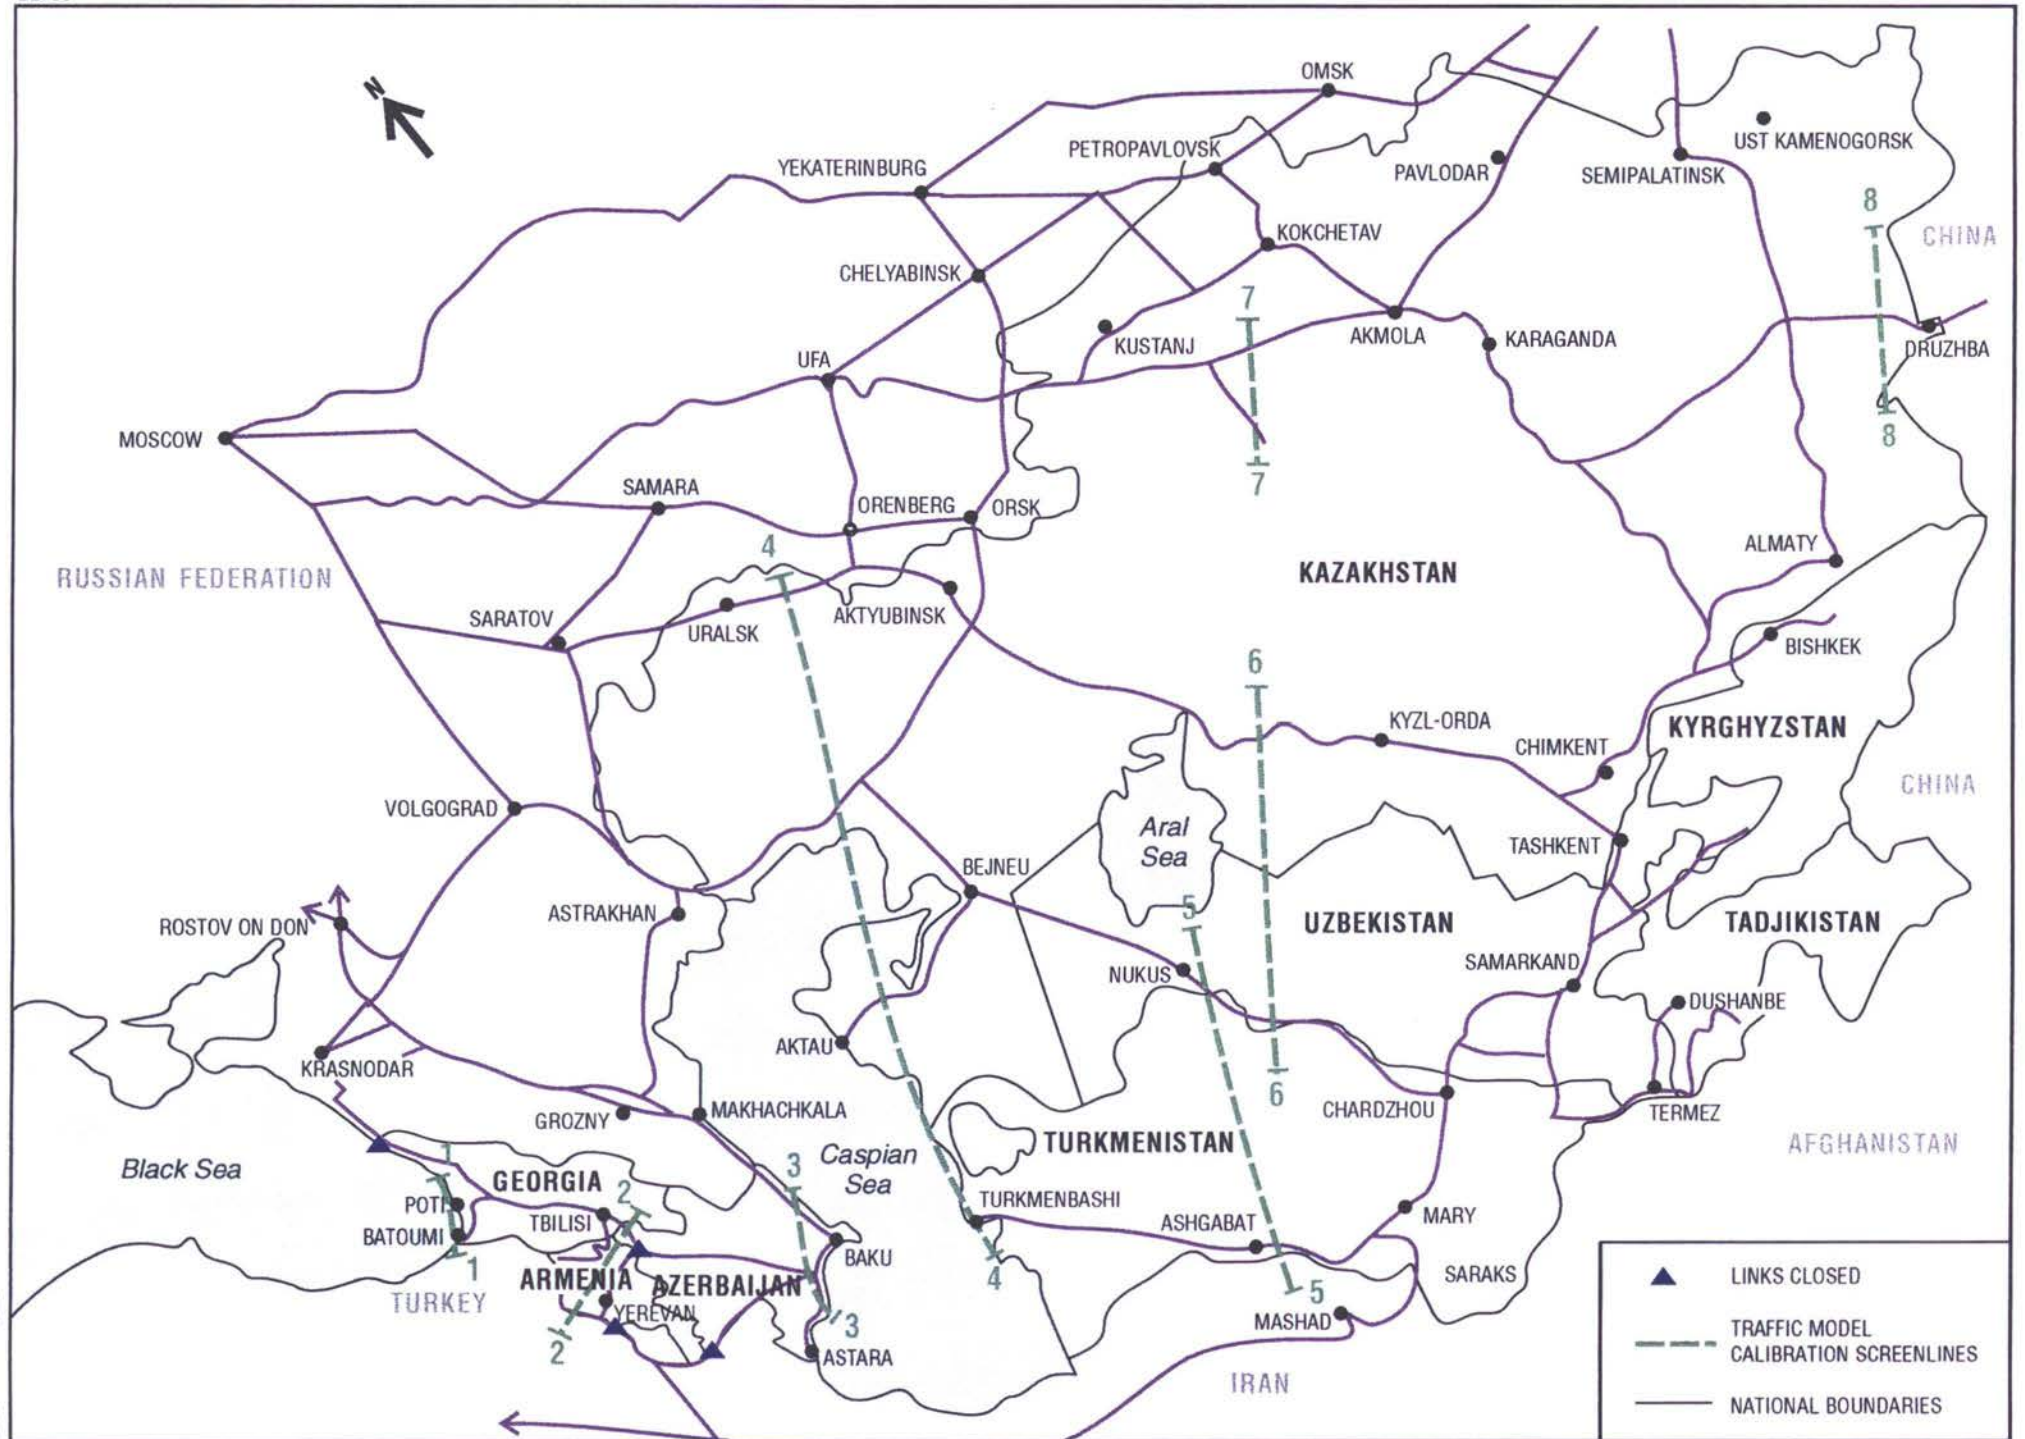 N
OMSK
PETROPAVLOVSK
YEKATERINBURG
PAVLODAR
UST KAMENOGORSK
SEMIPALATINSK
8
CHINA
KOKCHETAV
CHELYABINSK
7
KUSTANJ
AKMOLA
KARAGANDA
DRUZHBA
UFA
MOSCOW
8
7
SAMARA
ORENBERG
ORSK
4
ALMATY
KAZAKHSTAN
RUSSIAN FEDERATION
SARATOV
URALSK
AKTYUBINSK
BISHKEK
6
KYZL-ORDA
CHIMKENT
KYRGHYZSTAN
CHINA
VOLGOGRAD
Aral
Sea
TASHKENT
BEJNEU
ASTRAKHAN
ROSTOV ON DON
5
UZBEKISTAN
TADJIKISTAN
NUKUS
SAMARKAND
DUSHANBE
AKTAU
KRASNODAR
6
GROZNY
MAKHACHKALA
CHARDZHOU
TERMEZ
TURKMENISTAN
AFGHANISTAN
Black Sea
1
GEORGIA
3
Caspian
Sea
2
POTI
TBILISI
TURKMENBASHI
ASHGABAT
MARY
BATOUMI
BAKU
1
ARMENIA
AZERBAIJAN
4
SARAKS
TURKEY
YEREVAN
5
MASHAD
3
2
ASTARA
IRAN
LINKS CLOSED
TRAFFIC MODEL
CALIBRATION SCREENLINES
NATIONAL BOUNDARIES